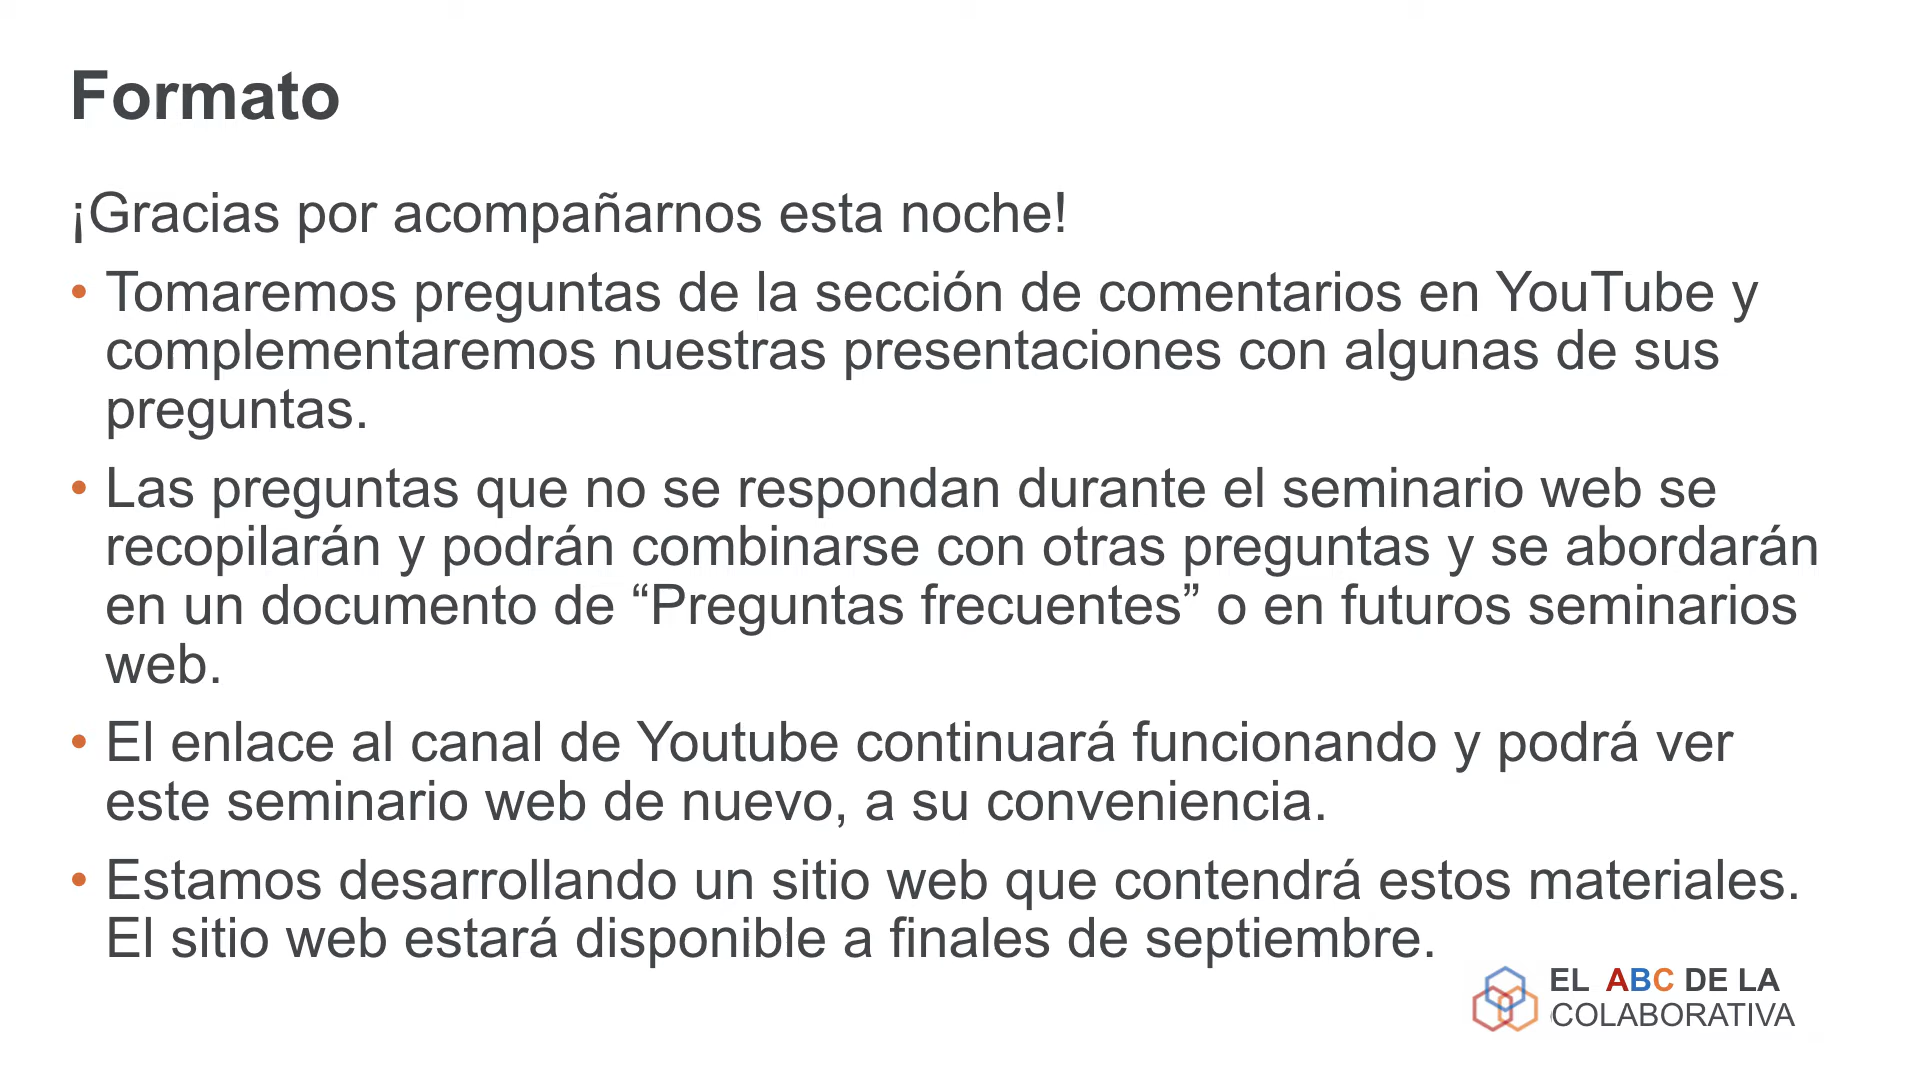 Formato
¡Gracias por acompañarnos esta noche!
• Tomaremos preguntas de la sección de comentarios en YouTube y
complementaremos nuestras presentaciones con algunas de sus
preguntas.
• Las preguntas que no se respondan durante el seminario web se
recopilarán y podrán combinarse con otras preguntas y se abordarán
en un documento de “Preguntas frecuentes” o en futuros seminarios
web.
• El enlace al canal de Youtube continuará funcionando y podrá ver
este seminario web de nuevo, a su conveniencia.
• Estamos desarrollando un sitio web que contendrá estos materiales.
El sitio web estará disponible a finales de septiembre.
EL ABC DE LA
COLABORATIVA